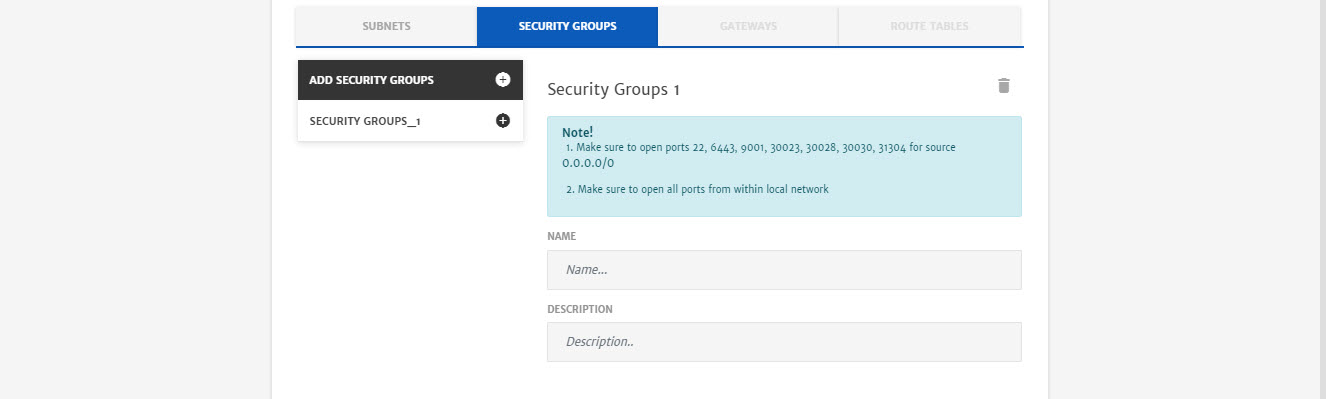 SUBNETS
SECURITY GROUPS
GATEWAYS
ROUTE TABLES
ADD SECURITY GROUPS
SECURITY GROUPS_1
Security Groups 1
Note!
1. Make sure to open ports 22, 6443, 9001, 30023, 30028, 30030, 31304 for source
0.0.0.0/0
2. Make sure to open all ports from within local network
NAME
Name...
DESCRIPTION
Description..